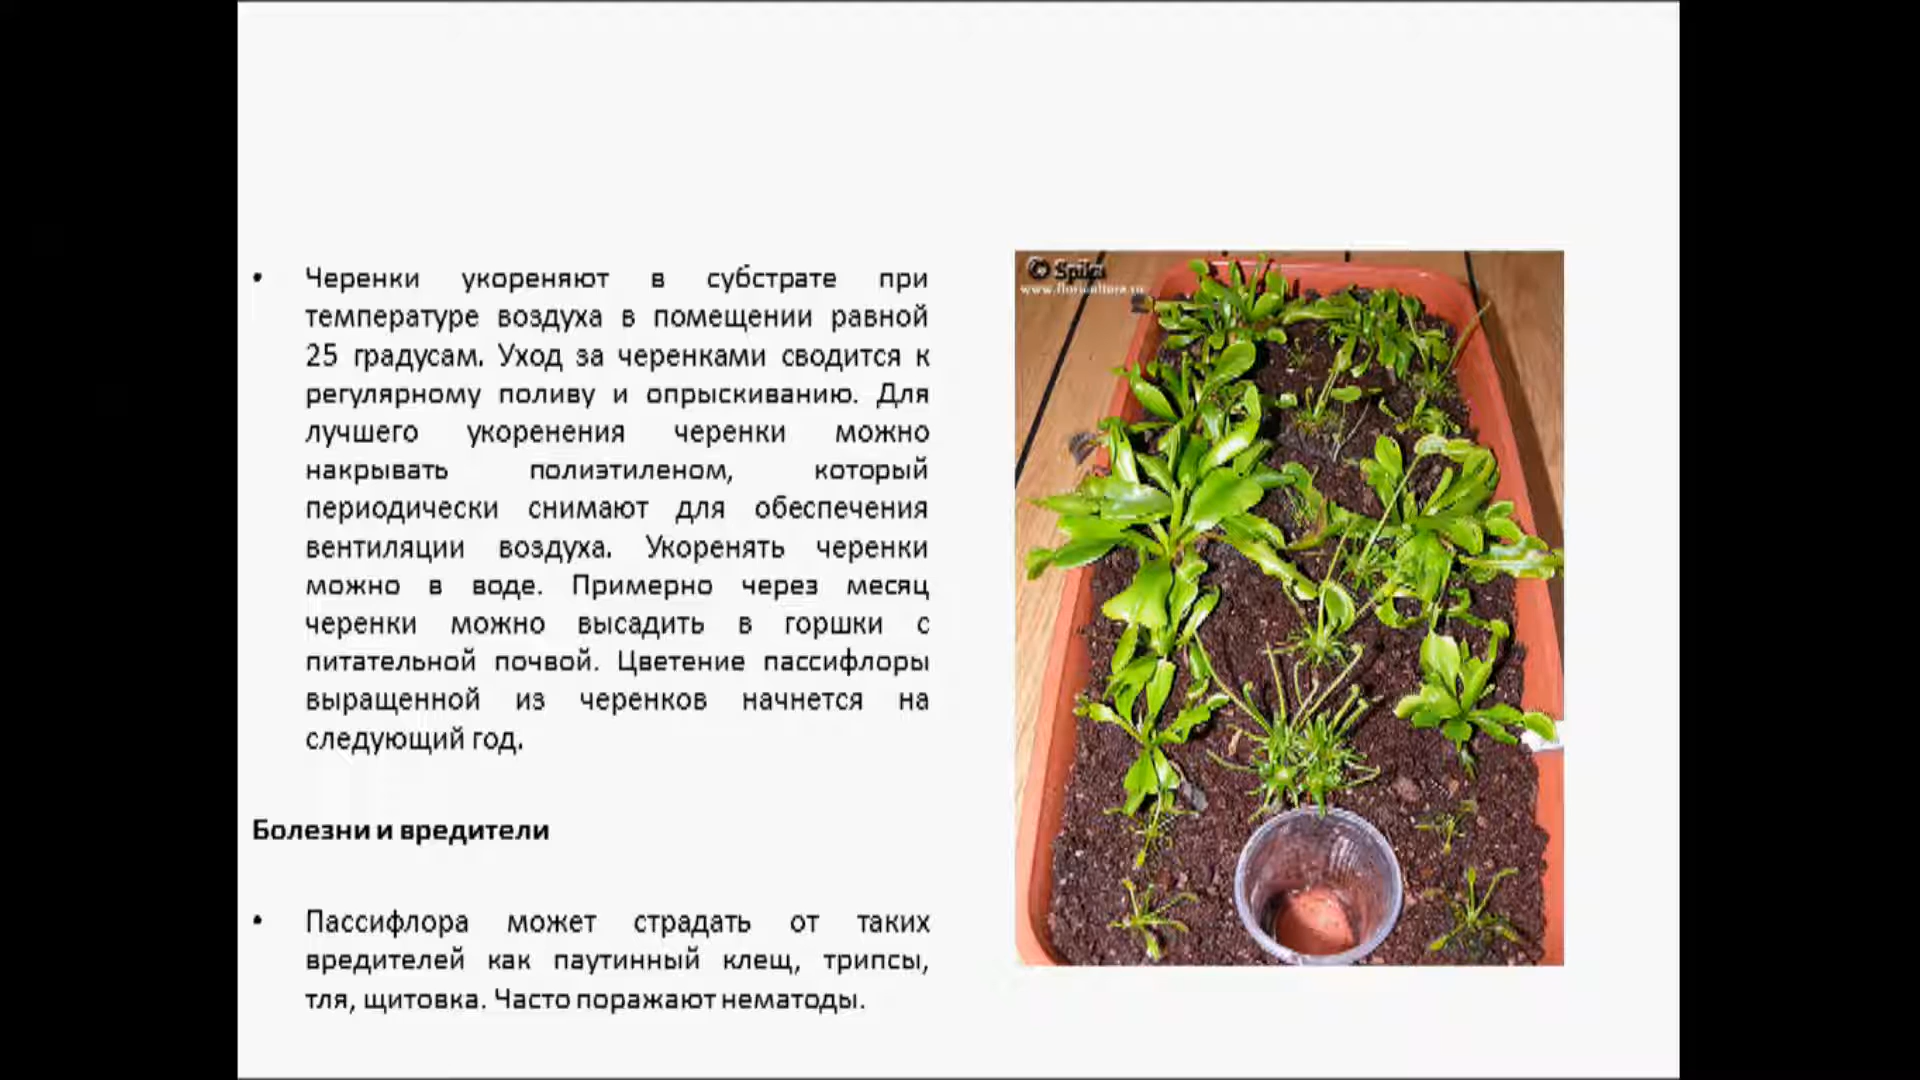 • Черенки укореняют в субстрате при
температуре воздуха в помещении равной
25 градусам. Уход за черенками сводится к
регулярному поливу и опрыскиванию. Для
лучшего укоренения черенки можно
накрывать полиэтиленом, который
периодически снимают для обеспечения
вентиляции воздуха. Укоренять черенки
можно в воде. Примерно через месяц
черенки можно высадить в горшки с
питательной почвой. Цветение пассифлоры
выращенной из черенков начнется на
следующий год.
Болезни и вредители
• Пассифлора может страдать от таких
вредителей как паутинный клещ, трипсы,
тля, щитовка. Часто поражают нематоды.
©